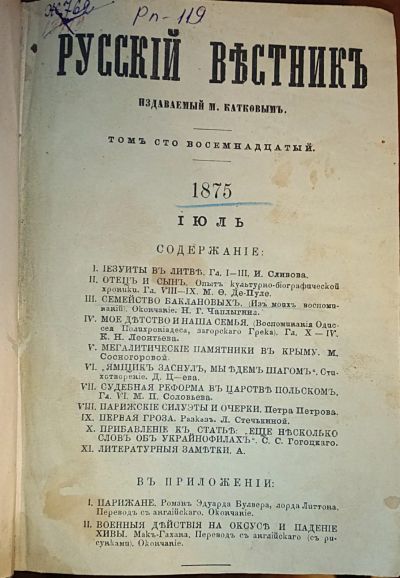 Рп-119
РУССКІЙ ВѢСТНИКЪ
ИЗДАВАЕМЫЙ М. КАТКОВЫМЪ.
ТОМЪ СТО ВОСЕМНАДЦАТЫЙ.
1875
ІЮЛЬ
СОДЕРЖАНІЕ:
I. ІЕЗУИТЫ ВЪ ЛИТВѢ. Гл. I—III, И. Сливова.
II. ОТЕЦЪ И СЫНЪ. Опытъ культурно-біографической
хроники. Гл. VIII—IX. М. Ѳ. Де-Пуле.
III. СЕМЕЙСТВО БАКЛАНОВЫХЪ. (Изъ моихъ воспоми-
наній). Окончаніе. Н. Г. Чаплыгина.
IV. МОЕ ДѢТСТВО И НАША СЕМЬЯ. (Воспоминанія Одис-
сея Полихроніадеса, загорскаго Грека). Гл. X—IV.
К. Н. Леонтьева.
V. МЕГАЛИТИЧЕСКІЕ ПАМЯТНИКИ ВЪ КРЫМУ. М.
Сосногоровой.
VI. „ЯМЩИКЪ ЗАСНУЛЪ, МЫ ѢДЕМЪ ШАГОМЪ“. Сти-
хотвореніе. Д. Ц—ева.
VII. СУДЕБНАЯ РЕФОРМА ВЪ ЦАРСТВѢ ПОЛЬСКОМЪ.
Гл. VI. М. П. Соловьева.
VIII. ПАРИЖСКІЕ СИЛУЭТЫ И ОЧЕРКИ. Петра Петрова.
IX. ПЕРВАЯ ГРОЗА. Разказъ. Л. Стечькиной.
X. ПРИБАВЛЕНІЕ КЪ СТАТЬѢ: „ЕЩЕ НѢСКОЛЬКО
СЛОВЪ ОБЪ УКРАЙНОФИЛАХЪ“. С. С. Гогоцкаго.
XI. ЛИТЕРАТУРНЫЯ ЗАМѢТКИ. А.
ВЪ ПРИЛОЖЕНІИ:
I. ПАРИЖАНЕ. Романъ Эдуарда Булвера, лорда Литтона.
Переводъ съ англійскаго. Окончаніе.
II. ВОЕННЫЯ ДѢЙСТВІЯ НА ОКСУСѢ И ПАДЕНІЕ
ХИВЫ. Макъ-Гахана. Переводъ съ англійскаго (съ ри-
сунками). Окончаніе.